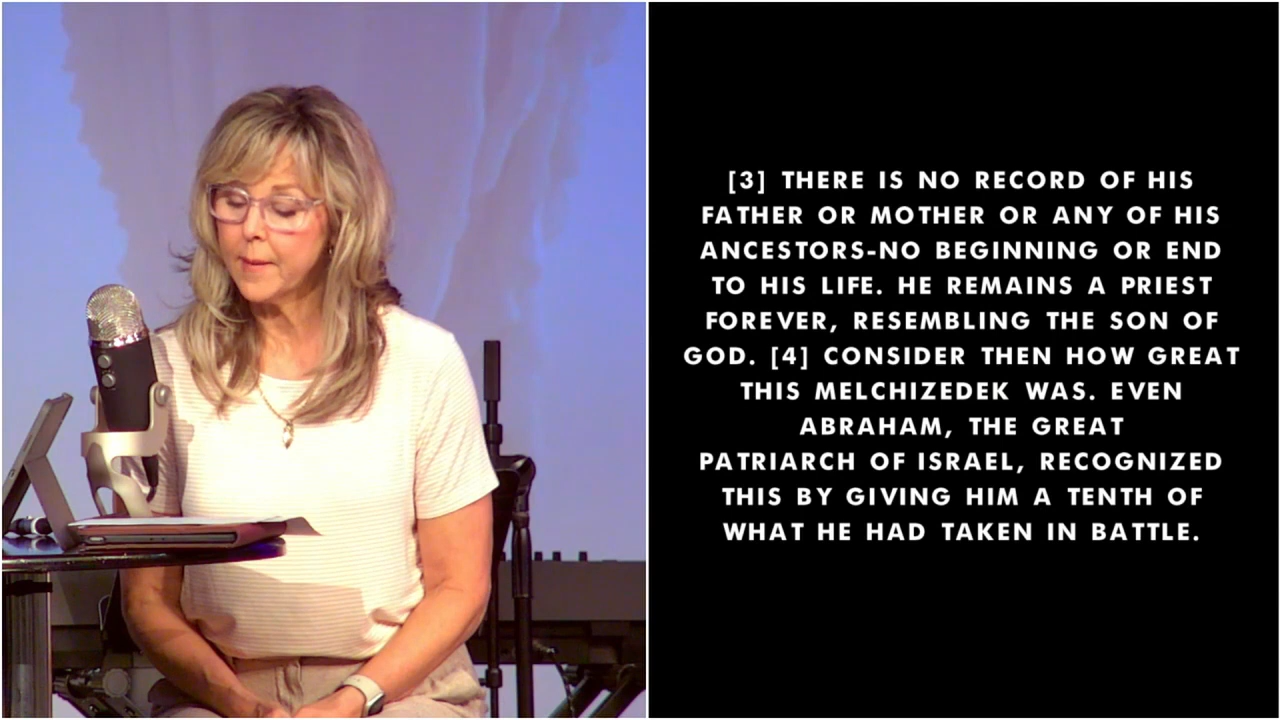 [3] THERE IS NO RECORD OF HIS
FATHER OR MOTHER OR ANY OF HIS
ANCESTORS-NO BEGINNING OR END
TO HIS LIFE. HE REMAINS A PRIEST
FOREVER, RESEMBLING THE SON OF
GOD. [4] CONSIDER THEN HOW GREAT
THIS MELCHIZEDEK WAS. EVEN
ABRAHAM, THE GREAT
PATRIARCH OF ISRAEL, RECOGNIZED
THIS BY GIVING HIM A TENTH OF
WHAT HE HAD TAKEN IN BATTLE.